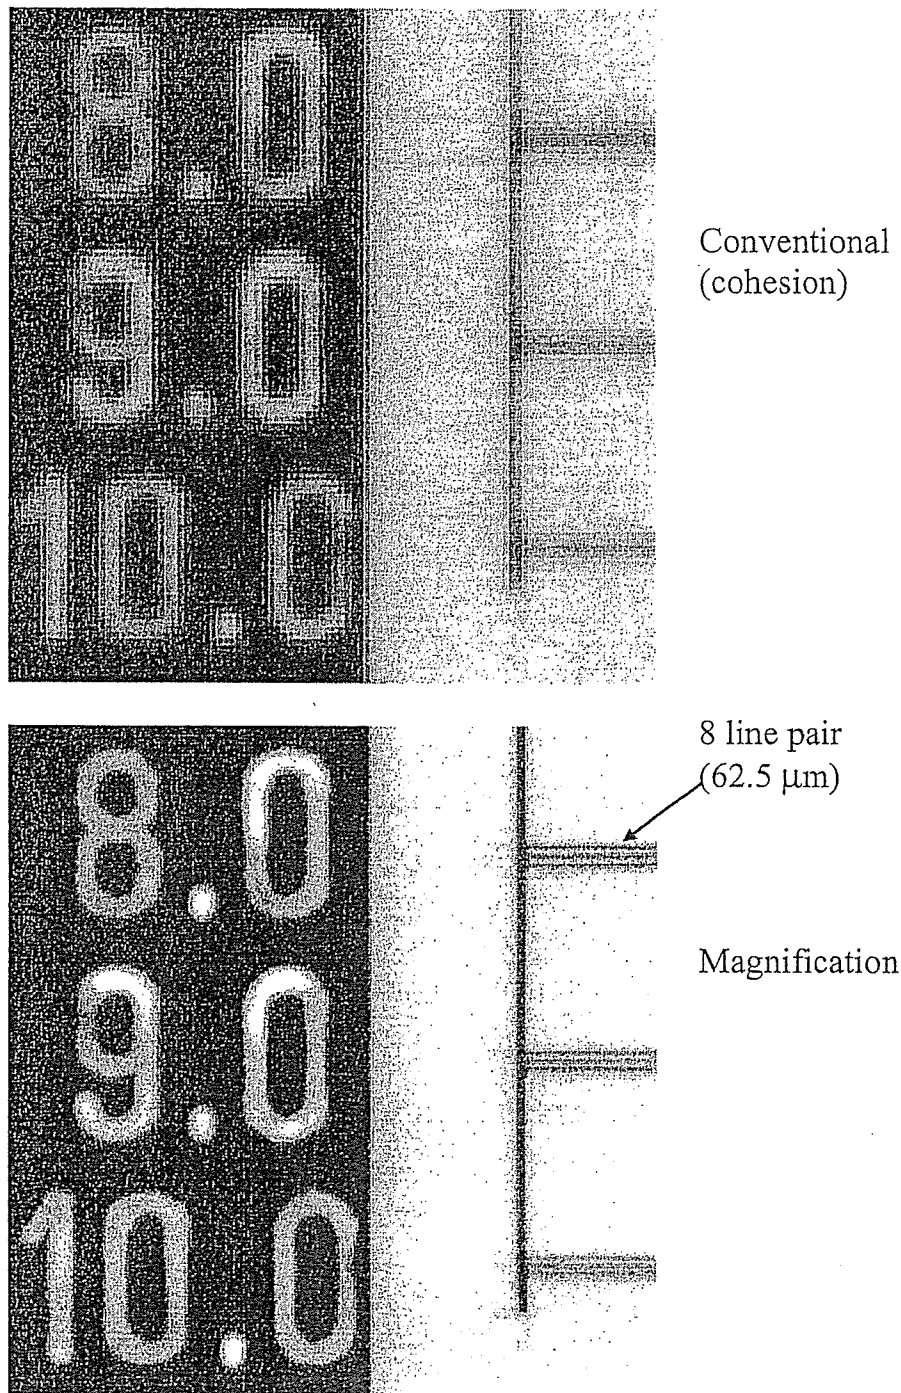 8.0
9.0
10.0
Conventional
(cohesion)
8.0
9.0
10.0
8 line pair
(62.5 μm)
Magnification